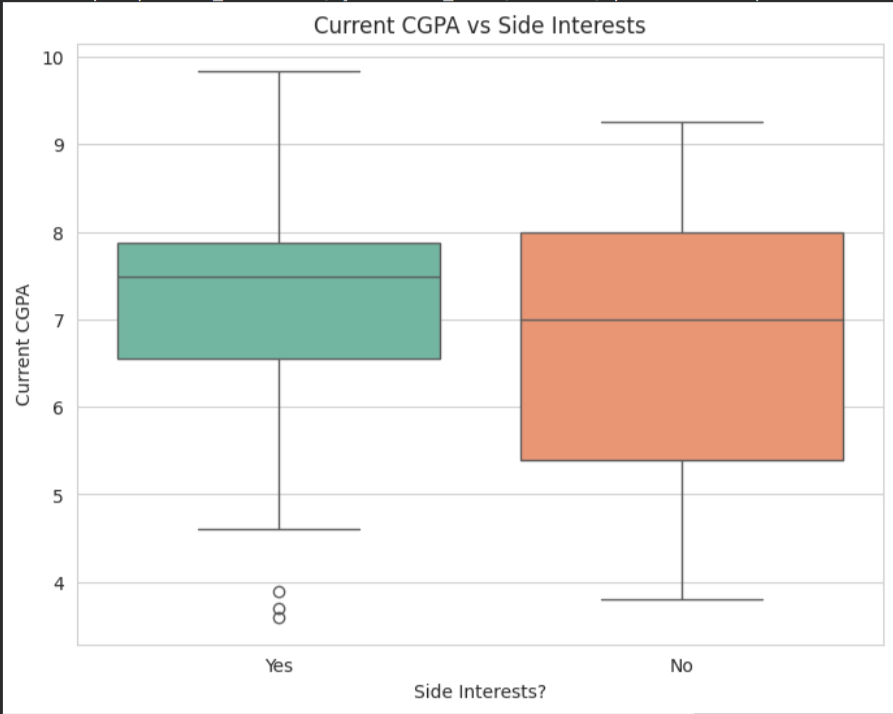 Current CGPA vs Side Interests
10
9
8
7
6
5
4
Current CGPA
Yes No
Side Interests?